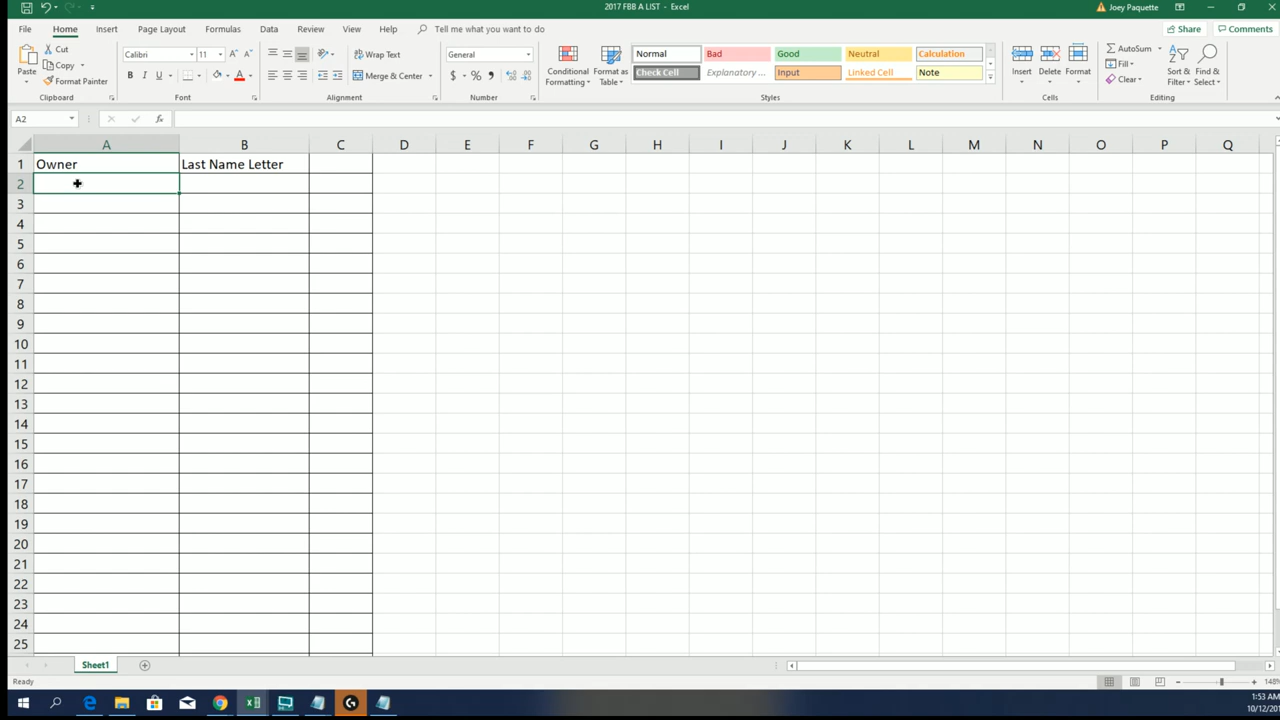 2017 FBB A LIST - Excel
Joey Paquette
File Home Insert Page Layout Formulas Data Review View Help Tell me what you want to do
Share Comments
Paste
Cut
Copy
Format Painter
Clipboard
Calibri 11
B I U
Font
Wrap Text
Merge & Center
Alignment
General
$ % ,
Number
Conditional Formatting
Format as Table
Normal Bad Good Neutral Calculation
Check Cell Explanatory ... Input Linked Cell Note
Styles
Insert Delete Format
Cells
AutoSum
Fill
Clear
Sort & Filter
Find & Select
Editing
A2
fx
A B C D E F G H I J K L M N O P Q
1 Owner Last Name Letter
2
3
4
5
6
7
8
9
10
11
12
13
14
15
16
17
18
19
20
21
22
23
24
25
Sheet1
Ready
148%
1:53 AM